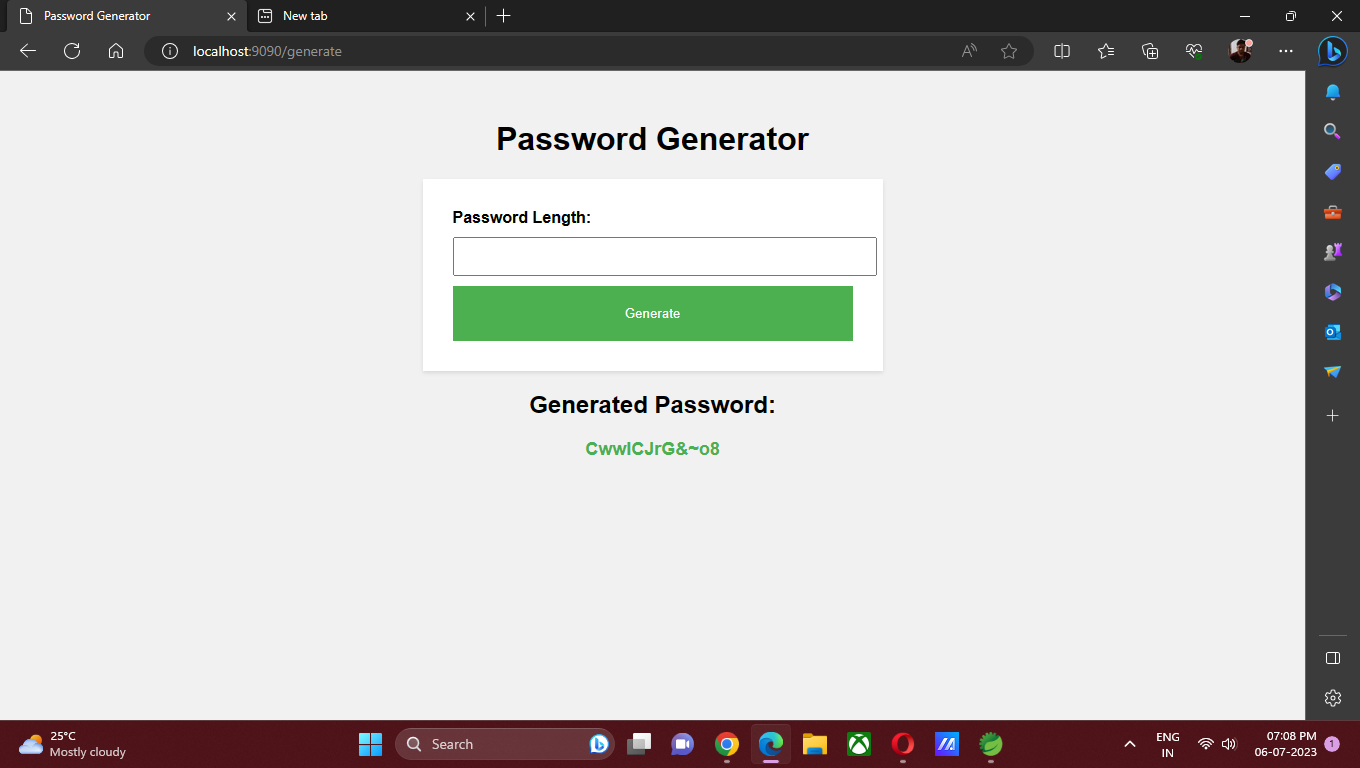 Password Generator
New tab
localhost:9090/generate
Password Generator
Password Length:
Generate
Generated Password:
CwwICJrG&~o8
25°C
Mostly cloudy
Search
ENG
IN
07:08 PM
06-07-2023
1